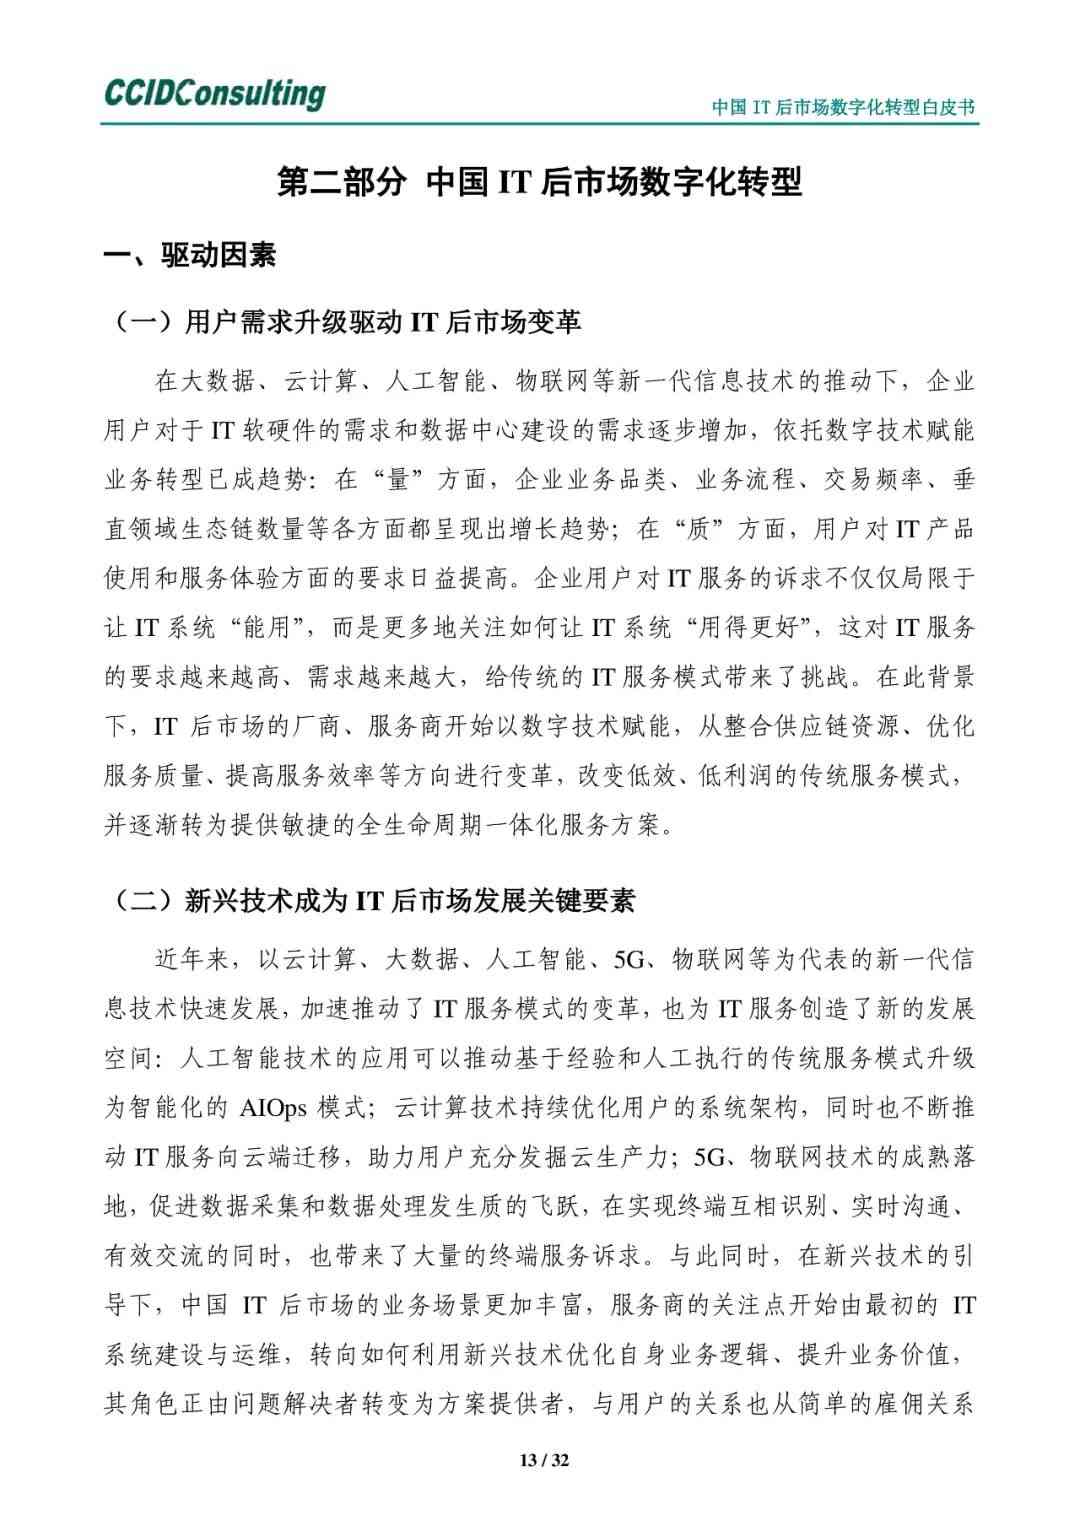 CCIDConsulting
中国 IT 后市场数字化转型白皮书
第二部分 中国 IT 后市场数字化转型
一、驱动因素
（一）用户需求升级驱动 IT 后市场变革
在大数据、云计算、人工智能、物联网等新一代信息技术的推动下，企业
用户对于 IT 软硬件的需求和数据中心建设的需求逐步增加，依托数字技术赋能
业务转型已成趋势：在“量”方面，企业业务品类、业务流程、交易频率、垂
直领域生态链数量等各方面都呈现出增长趋势；在“质”方面，用户对 IT 产品
使用和服务体验方面的要求日益提高。企业用户对 IT 服务的诉求不仅仅局限于
让 IT 系统“能用”，而是更多地关注如何让 IT 系统“用得更好”，这对 IT 服务
的要求越来越高、需求越来越大，给传统的 IT 服务模式带来了挑战。在此背景
下，IT 后市场的厂商、服务商开始以数字技术赋能，从整合供应链资源、优化
服务质量、提高服务效率等方向进行变革，改变低效、低利润的传统服务模式，
并逐渐转为提供敏捷的全生命周期一体化服务方案。
（二）新兴技术成为 IT 后市场发展关键要素
近年来，以云计算、大数据、人工智能、5G、物联网等为代表的新一代信
息技术快速发展，加速推动了 IT 服务模式的变革，也为 IT 服务创造了新的发展
空间：人工智能技术的应用可以推动基于经验和人工执行的传统服务模式升级
为智能化的 AIOps 模式；云计算技术持续优化用户的系统架构，同时也不断推
动 IT 服务向云端迁移，助力用户充分发掘云生产力；5G、物联网技术的成熟落
地，促进数据采集和数据处理发生质的飞跃，在实现终端互相识别、实时沟通、
有效交流的同时，也带来了大量的终端服务诉求。与此同时，在新兴技术的引
导下，中国 IT 后市场的业务场景更加丰富，服务商的关注点开始由最初的 IT
系统建设与运维，转向如何利用新兴技术优化自身业务逻辑、提升业务价值，
其角色正由问题解决者转变为方案提供者，与用户的关系也从简单的雇佣关系
13 / 32